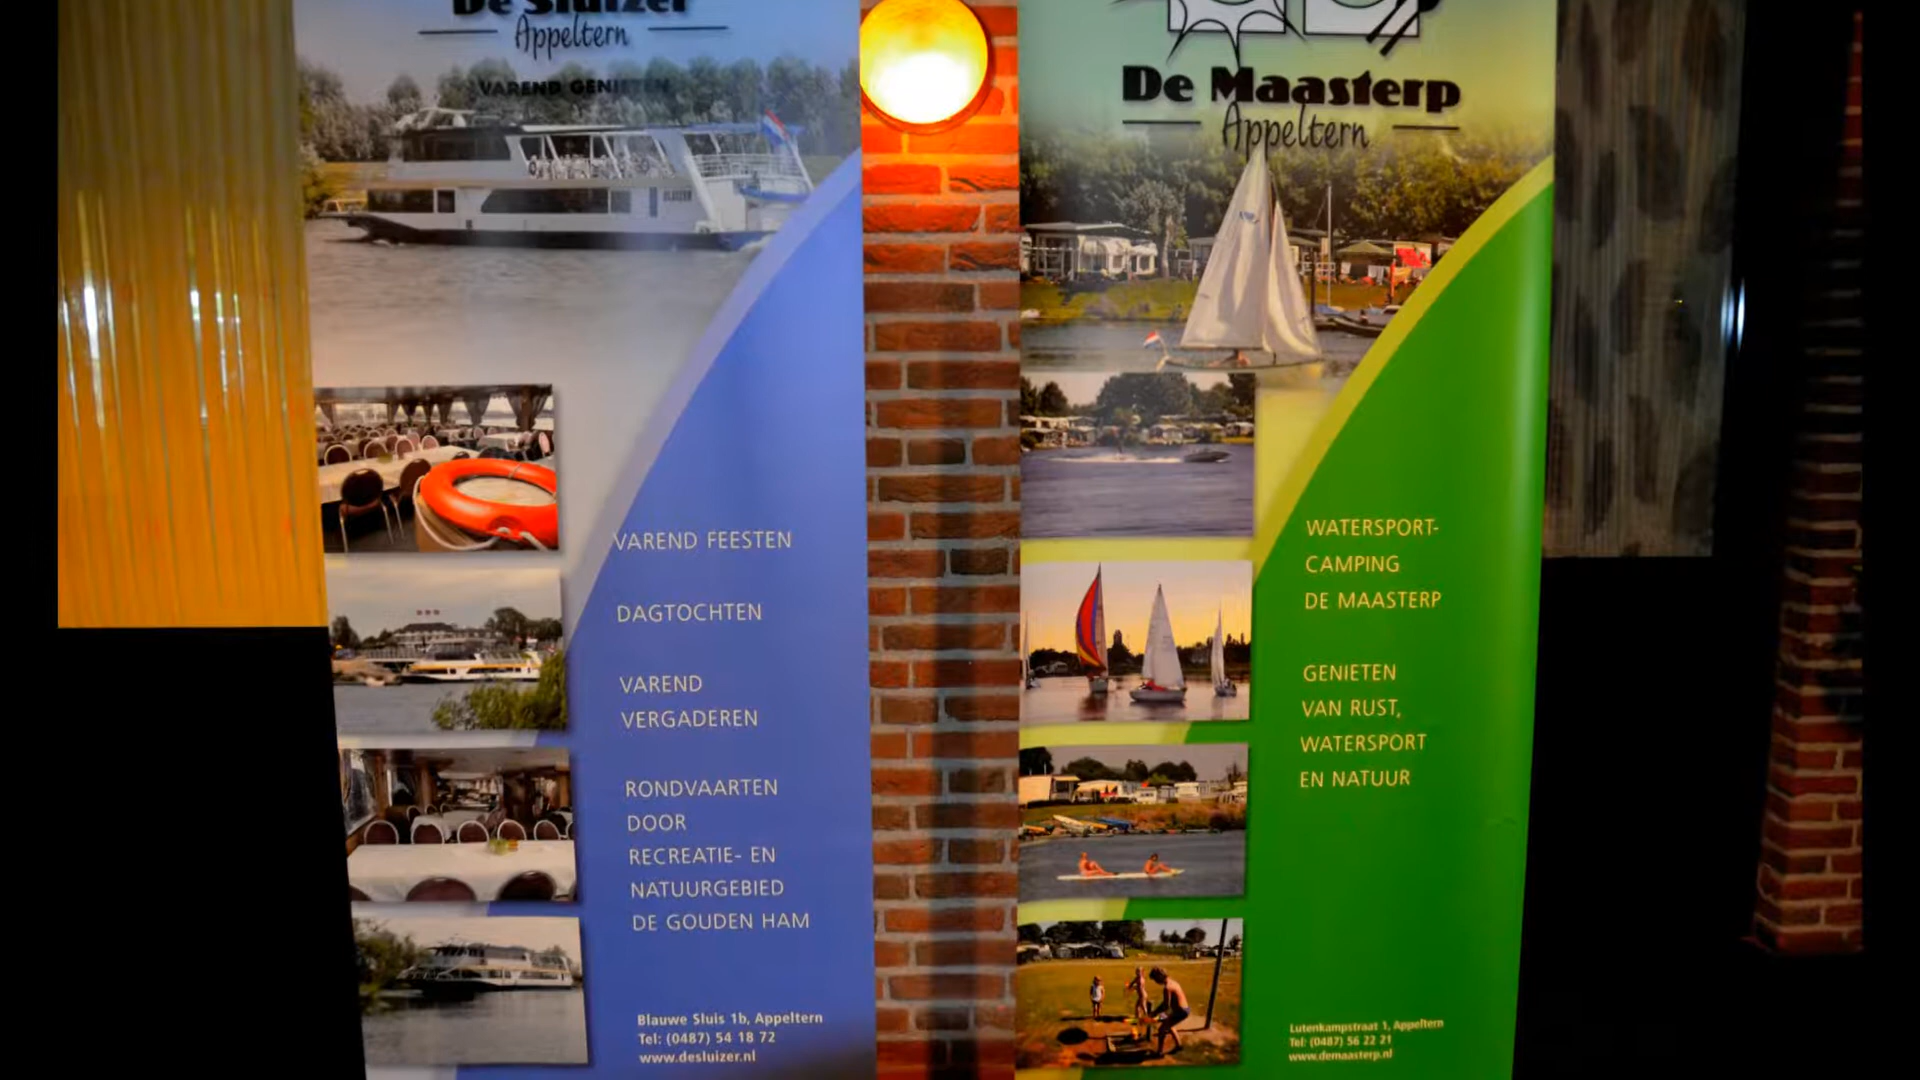 De Sluizer
Appeltern
VAREND GENIETEN
VAREND FEESTEN
DAGTOCHTEN
VAREND
VERGADEREN
RONDVAARTEN
DOOR
RECREATIE- EN
NATUURGEBIED
DE GOUDEN HAM
Blauwe Sluis 1b, Appeltern
Tel: (0487) 54 18 72
www.desluizer.nl
De Maasterp
Appeltern
WATERSPORT-
CAMPING
DE MAASTERP
GENIETEN
VAN RUST,
WATERSPORT
EN NATUUR
Lutenkampstraat 1, Appeltern
Tel: (0487) 56 22 21
www.demaasterp.nl